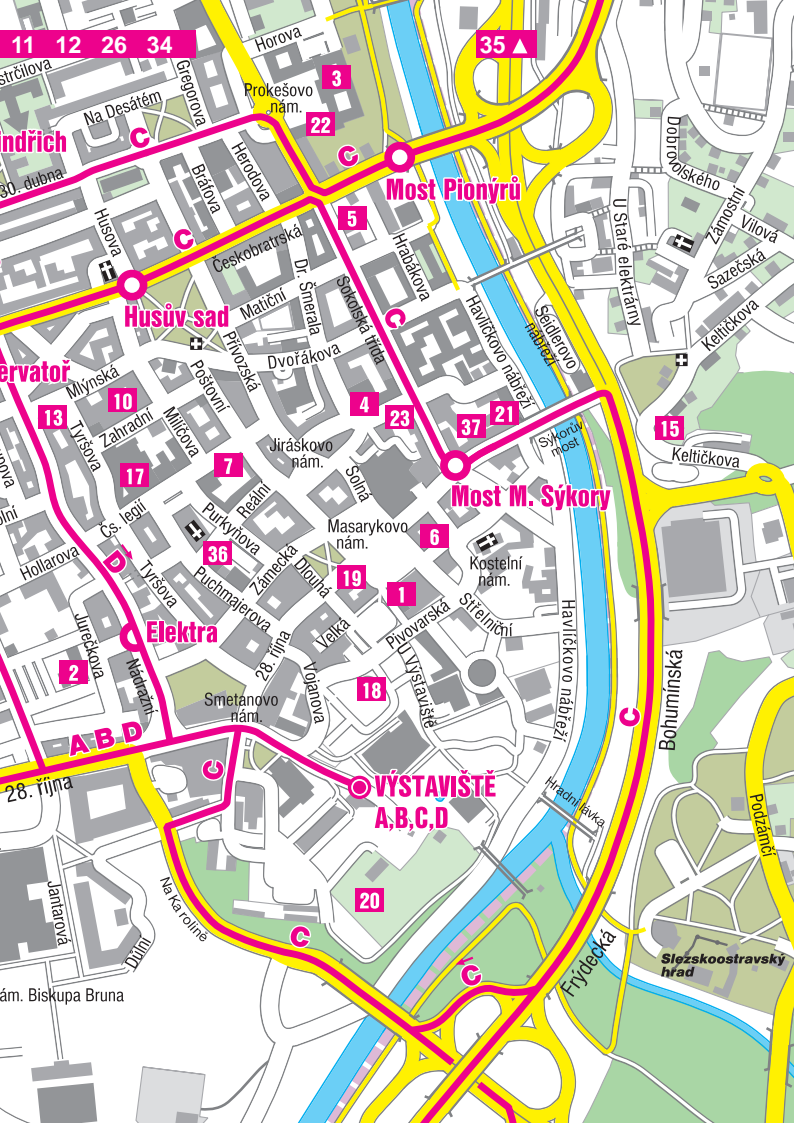 11 12 26 34
35 ▲
Horova
strčilova
Gregorova
3
Na Desátém
Prokešovo
nám.
22
indřich
C
C
30. dubna
Bráfova
Herodova
Most Pionýrů
Dobrovolského
Zámostní
Vilová
Sazečská
Keltičkova
U Staré elektrárny
Husova
C
5
Českobratrská
Hrabákova
Dr. Šmerala
Sokolská třída
C
Husův sad
Matiční
Přívozská
Dvořákova
Havlíčkovo nábřeží
Seidlerovo
nábřeží
ervatoř
Mlýnská
Poštovní
13
10
Zahradní
Milíčova
4
23
21
37
15
Sýkorův
most
Keltičkova
Tyršova
17
7
Jiráskovo
nám.
Solná
Most M. Sýkory
Reální
Čs. legií
Purkyňova
Masarykovo
nám.
6
36
Kostelní
nám.
Hollarova
D
Tyršova
Zámecká
Puchmajerova
Dlouhá
19
1
Střelniční
Havlíčkovo nábřeží
Elektra
Jurečkova
Velká
Pivovarská
28. října
U Výstaviště
2
Nádražní
Vojanova
18
Smetanovo
nám.
Bohumínská
C
A B D
C
28. října
VÝSTAVIŠTĚ
A,B,C,D
Hradní lávka
Podzámčí
Na Karolíně
Jantarová
20
Důlní
C
C
Frýdecká
Slezskoostravský
hrad
ám. Biskupa Bruna